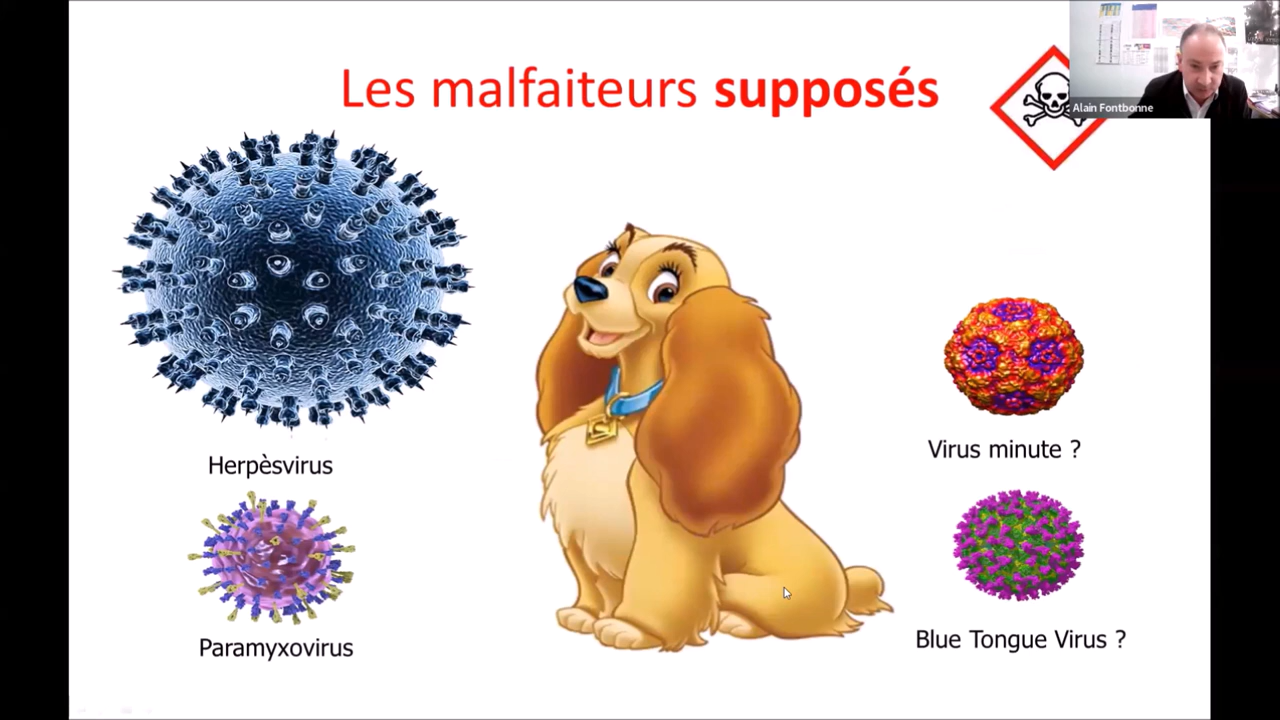 Les malfaiteurs supposés
Alain Fontbonne
Herpèsvirus
Virus minute ?
Paramyxovirus
Blue Tongue Virus ?